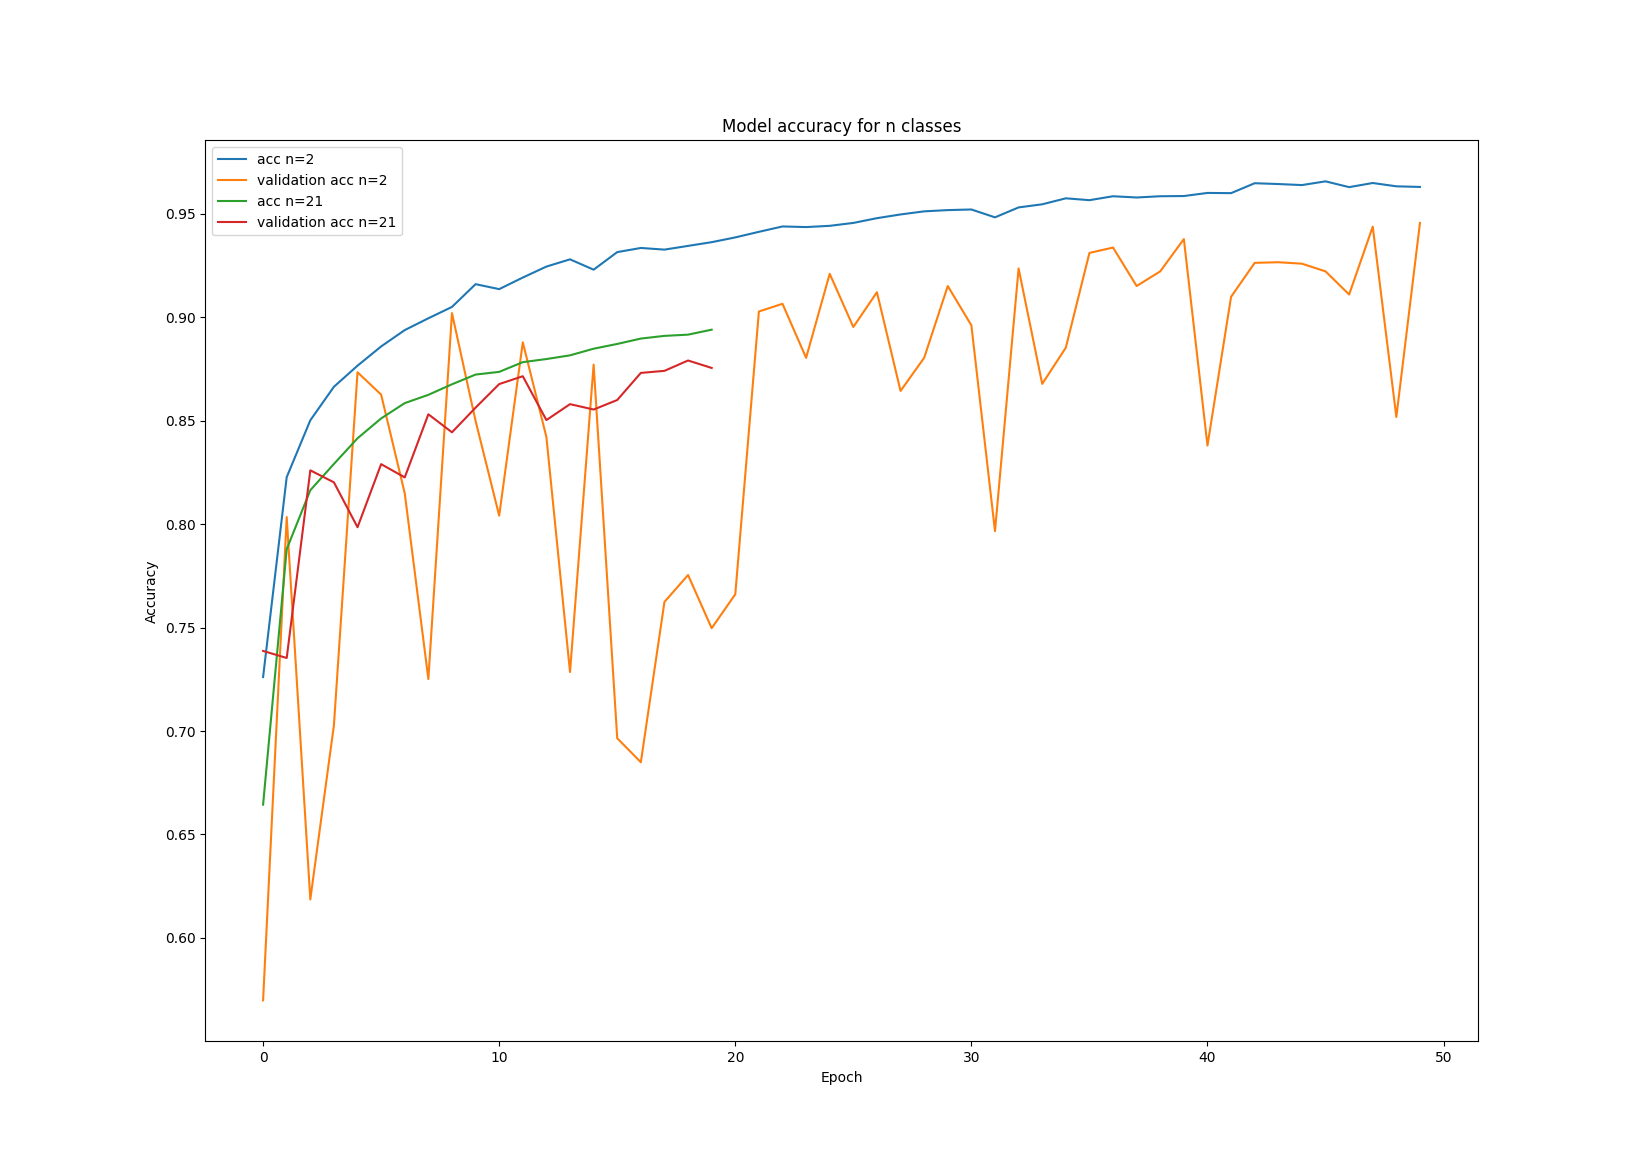 Model accuracy for n classes
acc n=2
validation acc n=2
acc n=21
validation acc n=21
0.95
0.90
0.85
0.80
0.75
0.70
0.65
0.60
Accuracy
0 10 20 30 40 50
Epoch